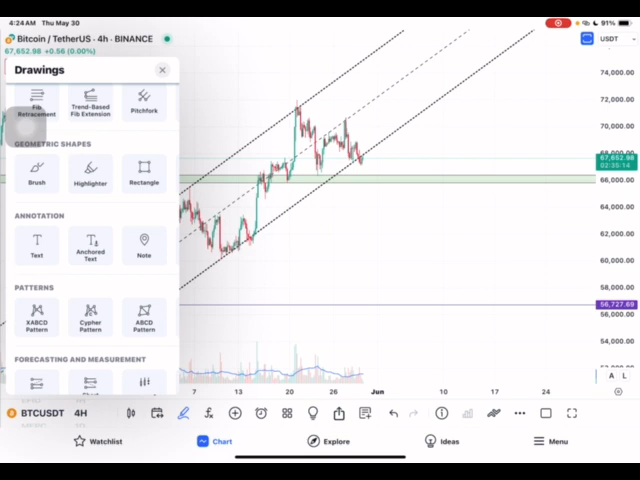 4:24 AM Thu May 30
91%
Bitcoin / TetherUS · 4h · BINANCE
67,652.98 +0.56 (0.00%)
USDT
Drawings
Fib Retracement
Trend-Based Fib Extension
Pitchfork
GEOMETRIC SHAPES
Brush
Highlighter
Rectangle
ANNOTATION
Text
Anchored Text
Note
PATTERNS
XABCD Pattern
Cypher Pattern
ABCD Pattern
FORECASTING AND MEASUREMENT
74,000.00
72,000.00
70,000.00
68,000.00
67,652.98
02:35:14
66,000.00
64,000.00
62,000.00
60,000.00
58,000.00
56,727.69
54,000.00
A L
7 13 20 26 Jun 10 17 24
BTCUSDT 4H
Watchlist
Chart
Explore
Ideas
Menu